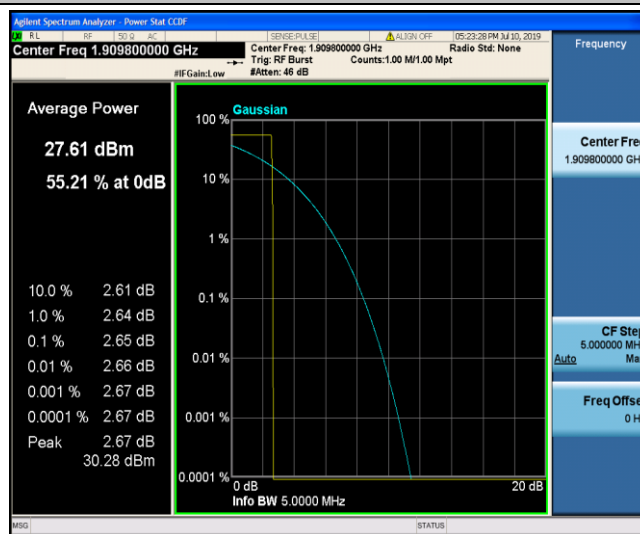 Agilent Spectrum Analyzer - Power Stat CCDF
RL RF 50 Ω AC SENSE:PULSE ALIGN OFF 05:23:28 PM Jul 10, 2019
Center Freq 1.909800000 GHz
Center Freq: 1.909800000 GHz Radio Std: None
Trig: RF Burst Counts:1.00 M/1.00 Mpt
#IFGain:Low #Atten: 46 dB
Frequency
Average Power
27.61 dBm
55.21 % at 0dB
10.0 % 2.61 dB
1.0 % 2.64 dB
0.1 % 2.65 dB
0.01 % 2.66 dB
0.001 % 2.67 dB
0.0001 % 2.67 dB
Peak 2.67 dB
30.28 dBm
Gaussian
100 %
10 %
1 %
0.1 %
0.01 %
0.001 %
0.0001 %
0 dB 20 dB
Info BW 5.0000 MHz
Center Fre
1.909800000 GH
CF Ste
5.000000 MH
Auto Ma
Freq Offse
0 H
MSG STATUS